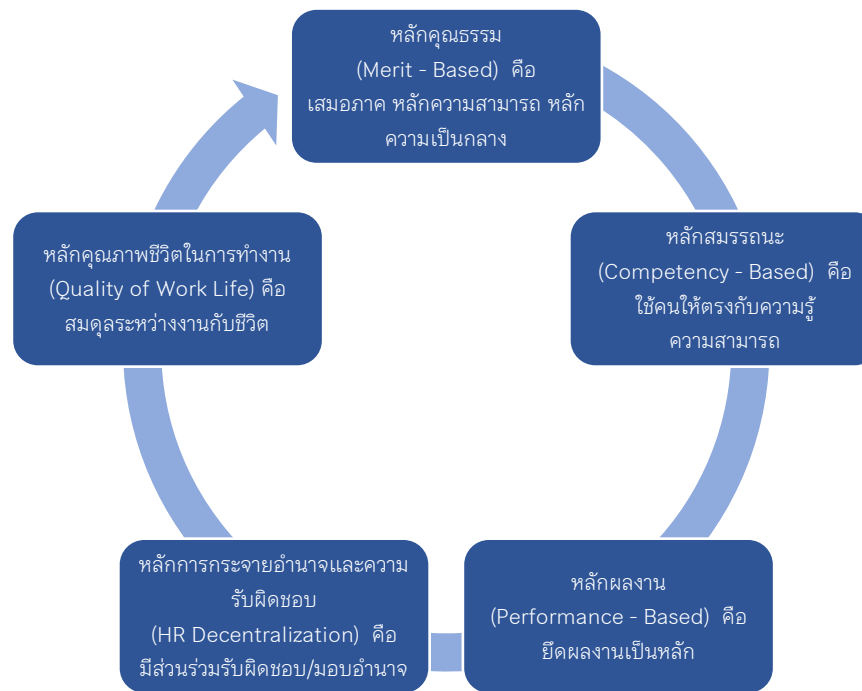 หลักคุณธรรม
(Merit - Based) คือ
เสมอภาค หลักความสามารถ หลัก
ความเป็นกลาง
หลักสมรรถนะ
(Competency - Based) คือ
ใช้คนให้ตรงกับความรู้
ความสามารถ
หลักผลงาน
(Performance - Based) คือ
ยึดผลงานเป็นหลัก
หลักการกระจายอำนาจและความ
รับผิดชอบ
(HR Decentralization) คือ
มีส่วนร่วมรับผิดชอบ/มอบอำนาจ
หลักคุณภาพชีวิตในการทำงาน
(Quality of Work Life) คือ
สมดุลระหว่างงานกับชีวิต